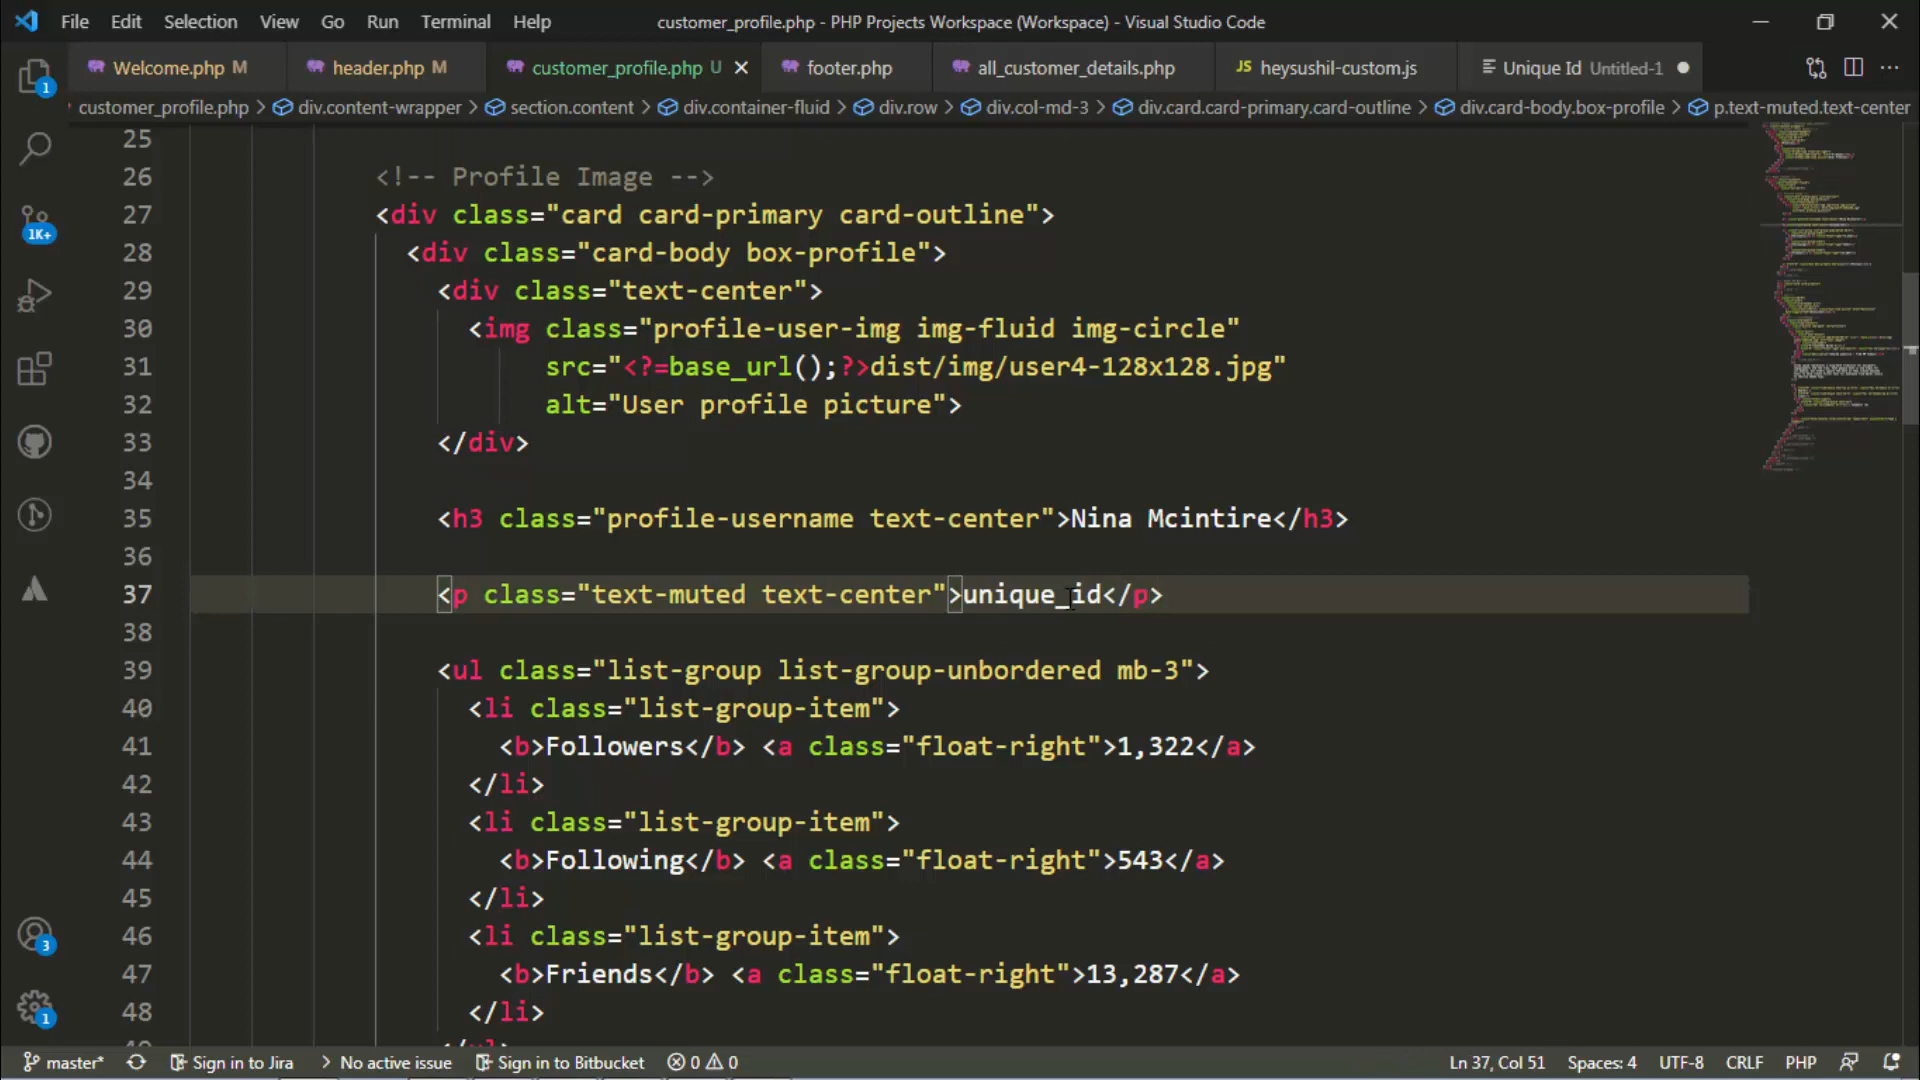 File Edit Selection View Go Run Terminal Help customer_profile.php - PHP Projects Workspace (Workspace) - Visual Studio Code
Welcome.php M header.php M customer_profile.php U footer.php all_customer_details.php JS heysushil-custom.js Unique Id Untitled-1
customer_profile.php > div.content-wrapper > section.content > div.container-fluid > div.row > div.col-md-3 > div.card.card-primary.card-outline > div.card-body.box-profile > p.text-muted.text-center
1
1K+
3
1
25
26 <!-- Profile Image -->
27 <div class="card card-primary card-outline">
28 <div class="card-body box-profile">
29 <div class="text-center">
30 <img class="profile-user-img img-fluid img-circle"
31 src="<?=base_url();?>dist/img/user4-128x128.jpg"
32 alt="User profile picture">
33 </div>
34
35 <h3 class="profile-username text-center">Nina Mcintire</h3>
36
37 <p class="text-muted text-center">unique_id</p>
38
39 <ul class="list-group list-group-unbordered mb-3">
40 <li class="list-group-item">
41 <b>Followers</b> <a class="float-right">1,322</a>
42 </li>
43 <li class="list-group-item">
44 <b>Following</b> <a class="float-right">543</a>
45 </li>
46 <li class="list-group-item">
47 <b>Friends</b> <a class="float-right">13,287</a>
48 </li>
master* Sign in to Jira No active issue Sign in to Bitbucket 0 0 Ln 37, Col 51 Spaces: 4 UTF-8 CRLF PHP